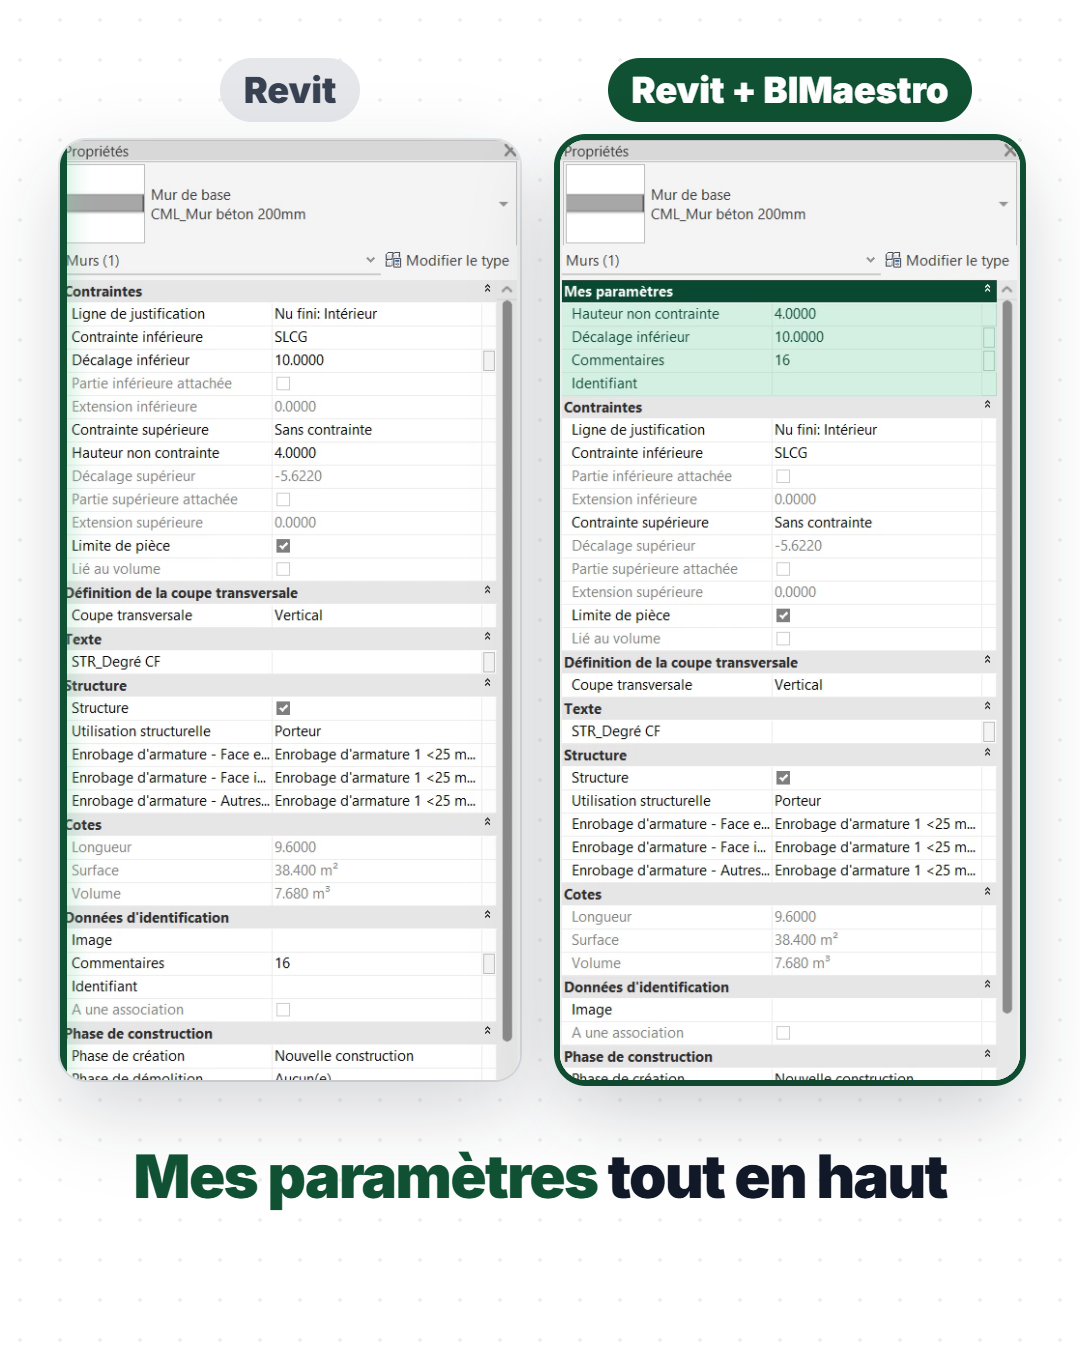 Revit
Propriétés
Mur de base
CML_Mur béton 200mm
Murs (1)
Modifier le type
Contraintes
Ligne de justification Nu fini: Intérieur
Contrainte inférieure SLCG
Décalage inférieur 10.0000
Partie inférieure attachée
Extension inférieure 0.0000
Contrainte supérieure Sans contrainte
Hauteur non contrainte 4.0000
Décalage supérieur -5.6220
Partie supérieure attachée
Extension supérieure 0.0000
Limite de pièce
Lié au volume
Définition de la coupe transversale
Coupe transversale Vertical
Texte
STR_Degré CF
Structure
Structure
Utilisation structurelle Porteur
Enrobage d'armature - Face e... Enrobage d'armature 1 <25 m...
Enrobage d'armature - Face i... Enrobage d'armature 1 <25 m...
Enrobage d'armature - Autres... Enrobage d'armature 1 <25 m...
Cotes
Longueur 9.6000
Surface 38.400 m²
Volume 7.680 m³
Données d'identification
Image
Commentaires 16
Identifiant
A une association
Phase de construction
Phase de création Nouvelle construction
Phase de démolition Aucun(e)
Revit + BIMaestro
Propriétés
Mur de base
CML_Mur béton 200mm
Murs (1)
Modifier le type
Mes paramètres
Hauteur non contrainte 4.0000
Décalage inférieur 10.0000
Commentaires 16
Identifiant
Contraintes
Ligne de justification Nu fini: Intérieur
Contrainte inférieure SLCG
Partie inférieure attachée
Extension inférieure 0.0000
Contrainte supérieure Sans contrainte
Décalage supérieur -5.6220
Partie supérieure attachée
Extension supérieure 0.0000
Limite de pièce
Lié au volume
Définition de la coupe transversale
Coupe transversale Vertical
Texte
STR_Degré CF
Structure
Structure
Utilisation structurelle Porteur
Enrobage d'armature - Face e... Enrobage d'armature 1 <25 m...
Enrobage d'armature - Face i... Enrobage d'armature 1 <25 m...
Enrobage d'armature - Autres... Enrobage d'armature 1 <25 m...
Cotes
Longueur 9.6000
Surface 38.400 m²
Volume 7.680 m³
Données d'identification
Image
A une association
Phase de construction
Phase de création Nouvelle construction
Mes paramètres tout en haut